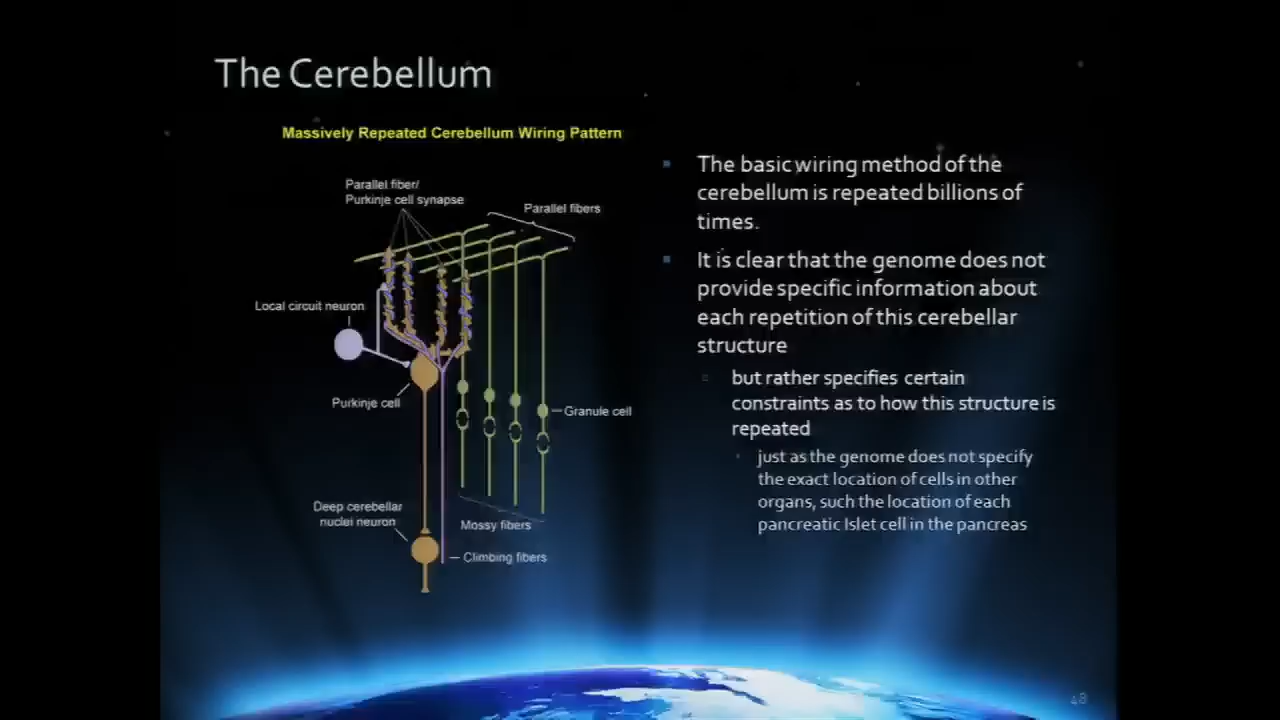 The Cerebellum
Massively Repeated Cerebellum Wiring Pattern
Parallel fiber/
Purkinje cell synapse
Parallel fibers
Local circuit neuron
Purkinje cell
Granule cell
Deep cerebellar
nuclei neuron
Mossy fibers
Climbing fibers
The basic wiring method of the
cerebellum is repeated billions of
times.
It is clear that the genome does not
provide specific information about
each repetition of this cerebellar
structure
but rather specifies certain
constraints as to how this structure is
repeated
just as the genome does not specify
the exact location of cells in other
organs, such the location of each
pancreatic Islet cell in the pancreas
48